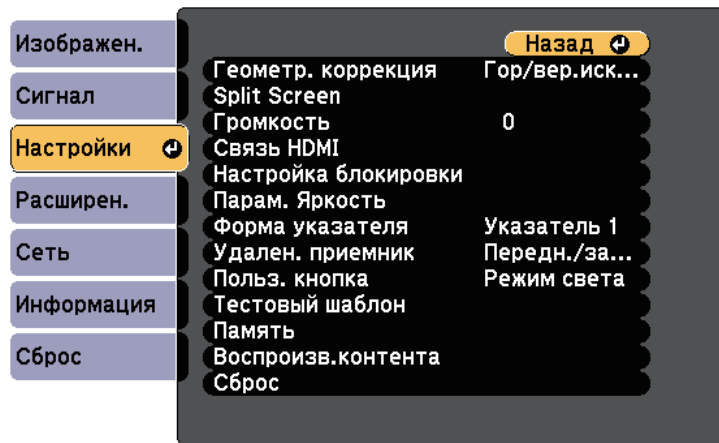 Изображен.
Сигнал
Настройки
Расширен.
Сеть
Информация
Сброс
Назад
Геометр. коррекция Гор/вер.иск...
Split Screen
Громкость 0
Связь HDMI
Настройка блокировки
Парам. Яркость
Форма указателя Указатель 1
Удален. приемник Передн./за...
Польз. кнопка Режим света
Тестовый шаблон
Память
Воспроизв.контента
Сброс